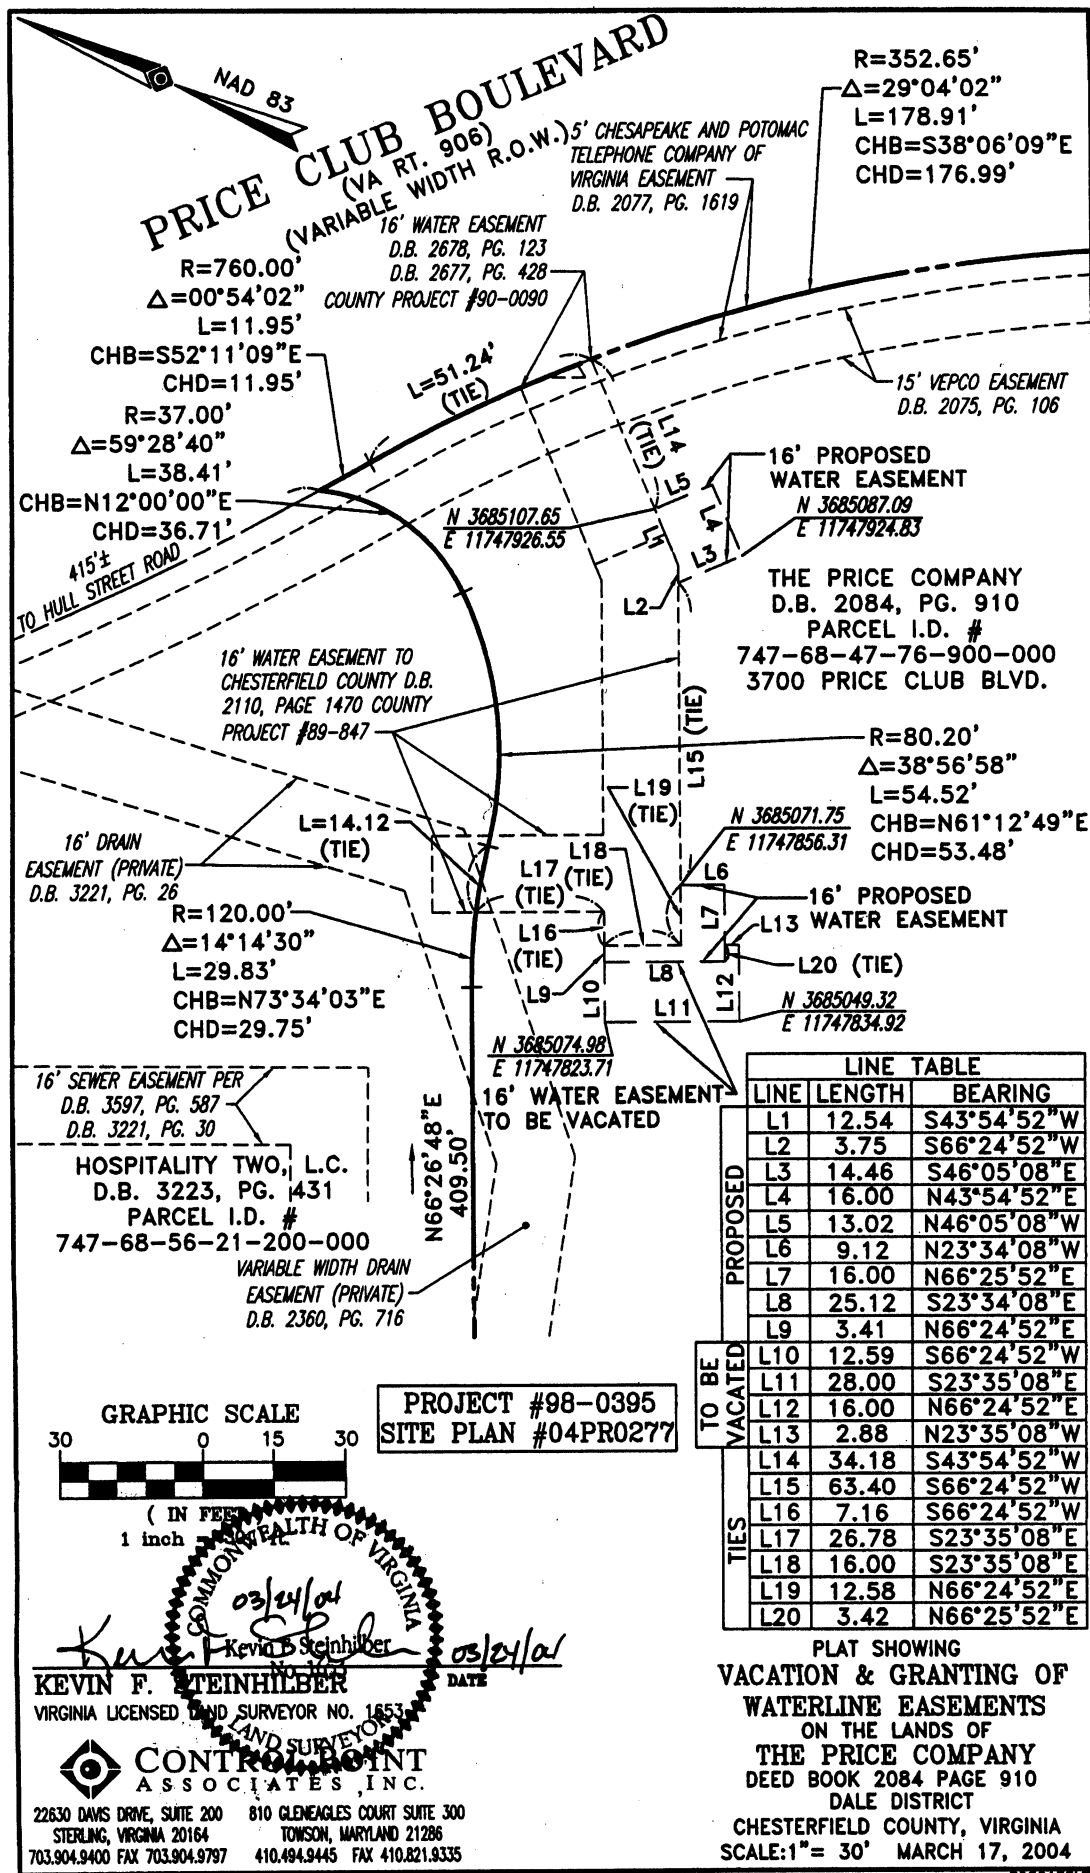 NAD 83
PRICE CLUB BOULEVARD
(VA RT. 906)
(VARIABLE WIDTH R.O.W.)
R=352.65'
Δ=29°04'02"
L=178.91'
CHB=S38°06'09"E
CHD=176.99'
5' CHESAPEAKE AND POTOMAC
TELEPHONE COMPANY OF
VIRGINIA EASEMENT
D.B. 2077, PG. 1619
16' WATER EASEMENT
D.B. 2678, PG. 123
D.B. 2677, PG. 428
COUNTY PROJECT #90-0090
R=760.00'
Δ=00°54'02"
L=11.95'
CHB=S52°11'09"E
CHD=11.95'
L=51.24'
(TIE)
15' VEPCO EASEMENT
D.B. 2075, PG. 106
R=37.00'
Δ=59°28'40"
L=38.41'
CHB=N12°00'00"E
CHD=36.71'
L14
(TIE)
L5
L4
L3
L1
L2
16' PROPOSED
WATER EASEMENT
N 3685087.09
E 11747924.83
N 3685107.65
E 11747926.55
415'±
TO HULL STREET ROAD
THE PRICE COMPANY
D.B. 2084, PG. 910
PARCEL I.D. #
747-68-47-76-900-000
3700 PRICE CLUB BLVD.
16' WATER EASEMENT TO
CHESTERFIELD COUNTY D.B.
2110, PAGE 1470 COUNTY
PROJECT #89-847
L15 (TIE)
R=80.20'
Δ=38°56'58"
L=54.52'
CHB=N61°12'49"E
CHD=53.48'
L19
(TIE)
N 3685071.75
E 11747856.31
L=14.12
(TIE)
16' DRAIN
EASEMENT (PRIVATE)
D.B. 3221, PG. 26
L18
(TIE)
L17
(TIE)
L6
L7
16' PROPOSED
WATER EASEMENT
L13
L16
(TIE)
L20 (TIE)
L8
L9
L10
L11
L12
R=120.00'
Δ=14°14'30"
L=29.83'
CHB=N73°34'03"E
CHD=29.75'
N 3685049.32
E 11747834.92
N 3685074.98
E 11747823.71
16' WATER EASEMENT
TO BE VACATED
16' SEWER EASEMENT PER
D.B. 3597, PG. 587
D.B. 3221, PG. 30
HOSPITALITY TWO, L.C.
D.B. 3223, PG. 431
PARCEL I.D. #
747-68-56-21-200-000
N66°26'48"E
409.50'
VARIABLE WIDTH DRAIN
EASEMENT (PRIVATE)
D.B. 2360, PG. 716
LINE TABLE
LINE LENGTH BEARING
PROPOSED
L1 12.54 S43°54'52"W
L2 3.75 S66°24'52"W
L3 14.46 S46°05'08"E
L4 16.00 N43°54'52"E
L5 13.02 N46°05'08"W
L6 9.12 N23°34'08"W
L7 16.00 N66°25'52"E
L8 25.12 S23°34'08"E
L9 3.41 N66°24'52"E
TO BE
VACATED
L10 12.59 S66°24'52"W
L11 28.00 S23°35'08"E
L12 16.00 N66°24'52"E
L13 2.88 N23°35'08"W
TIES
L14 34.18 S43°54'52"W
L15 63.40 S66°24'52"W
L16 7.16 S66°24'52"W
L17 26.78 S23°35'08"E
L18 16.00 S23°35'08"E
L19 12.58 N66°24'52"E
L20 3.42 N66°25'52"E
PROJECT #98-0395
SITE PLAN #04PR0277
GRAPHIC SCALE
30 0 15 30
( IN FEET
1 inch = ft.
COMMONWEALTH OF VIRGINIA
03/24/04
Kevin F Steinhilber
LAND SURVEYOR
03/24/04
DATE
KEVIN F. STEINHILBER
VIRGINIA LICENSED LAND SURVEYOR NO. 1653
CONTROL POINT
ASSOCIATES, INC.
22630 DAVIS DRIVE, SUITE 200
STERLING, VIRGINIA 20164
703.904.9400 FAX 703.904.9797
810 GLENEAGLES COURT SUITE 300
TOWSON, MARYLAND 21286
410.494.9445 FAX 410.821.9335
PLAT SHOWING
VACATION & GRANTING OF
WATERLINE EASEMENTS
ON THE LANDS OF
THE PRICE COMPANY
DEED BOOK 2084 PAGE 910
DALE DISTRICT
CHESTERFIELD COUNTY, VIRGINIA
SCALE:1"= 30' MARCH 17, 2004